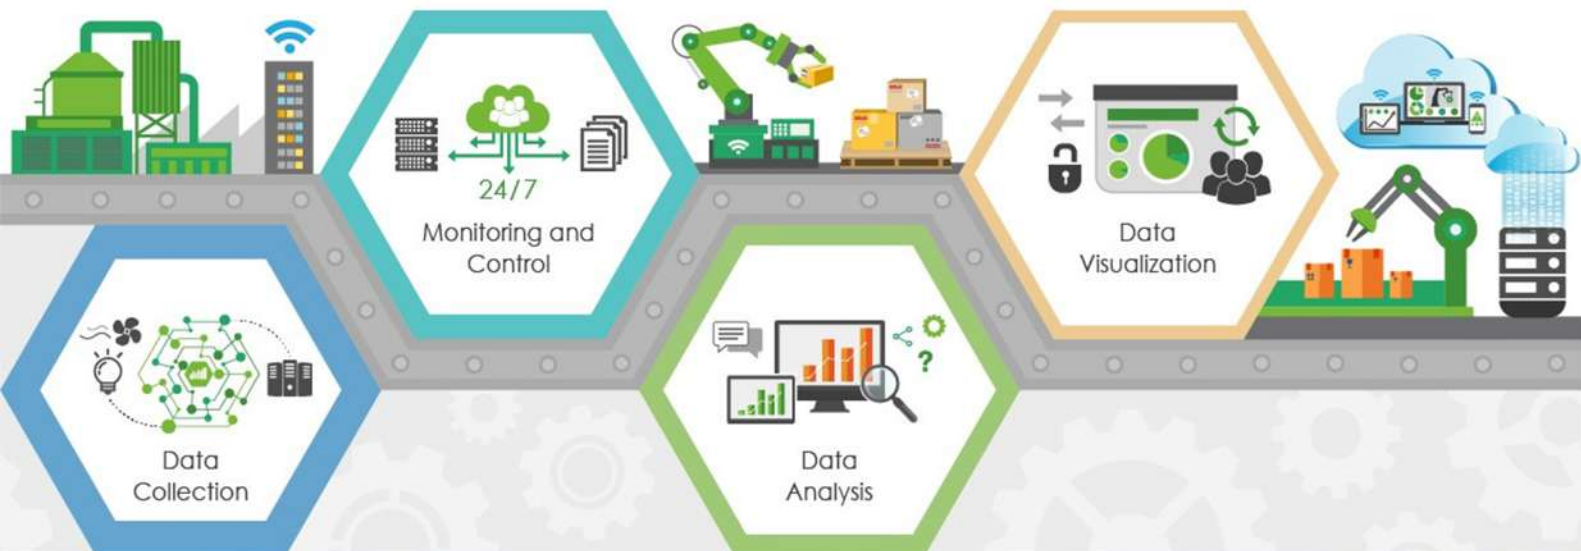 24/7
Monitoring and
Control
Data
Visualization
Data
Collection
Data
Analysis
?